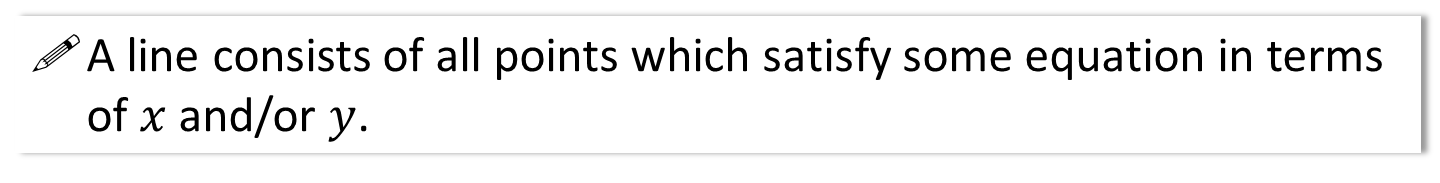 A line consists of all points which satisfy some equation in terms
of 𝑥 and/or 𝑦.